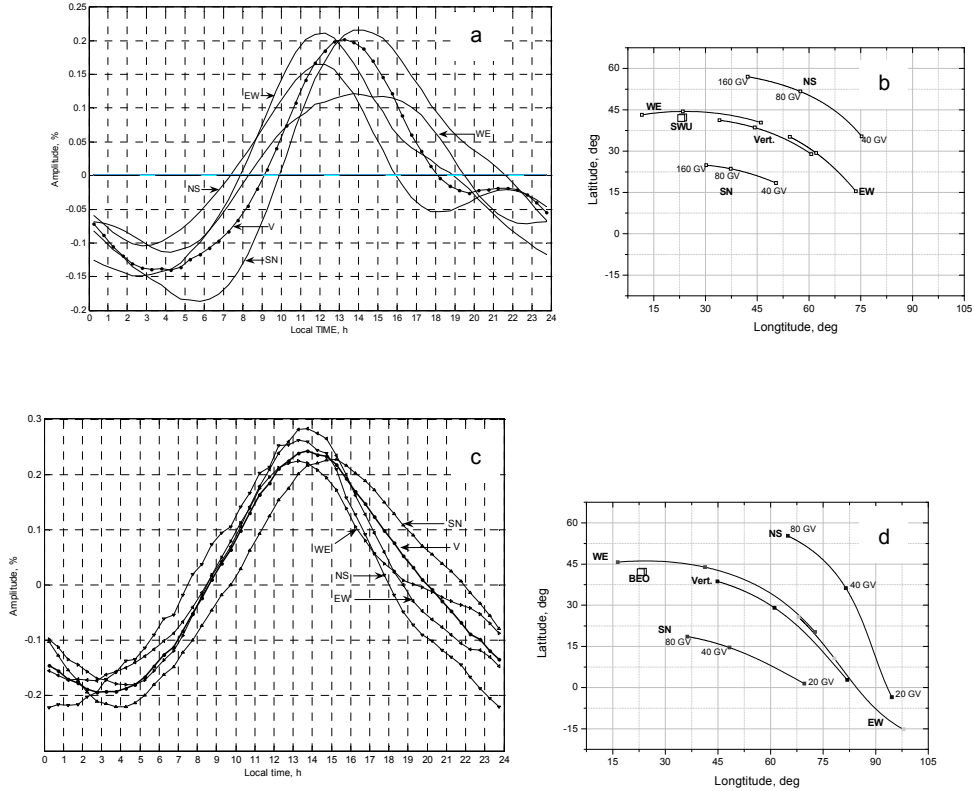 a
0.25
0.2
0.15
0.1
0.05
0
-0.05
-0.1
-0.15
-0.2
Amplitude, %
EW
WE
NS
V
SN
0 1 2 3 4 5 6 7 8 9 10 11 12 13 14 15 16 17 18 19 20 21 22 23 24
Local TIME, h
b
60
45
30
15
0
-15
Latitude, deg
160 GV
NS
80 GV
40 GV
WE
SWU
Vert.
160 GV
80 GV
SN
40 GV
EW
15 30 45 60 75 90 105
Longtitude, deg
c
0.3
0.2
0.1
0
-0.1
-0.2
Amplitude, %
SN
V
WE
NS
EW
0 1 2 3 4 5 6 7 8 9 10 11 12 13 14 15 16 17 18 19 20 21 22 23 24
Local time, h
d
60
45
30
15
0
-15
Latitude, deg
80 GV
NS
WE
BEO
Vert.
40 GV
SN
80 GV
40 GV
20 GV
20 GV
EW
15 30 45 60 75 90 105
Longtitude, deg